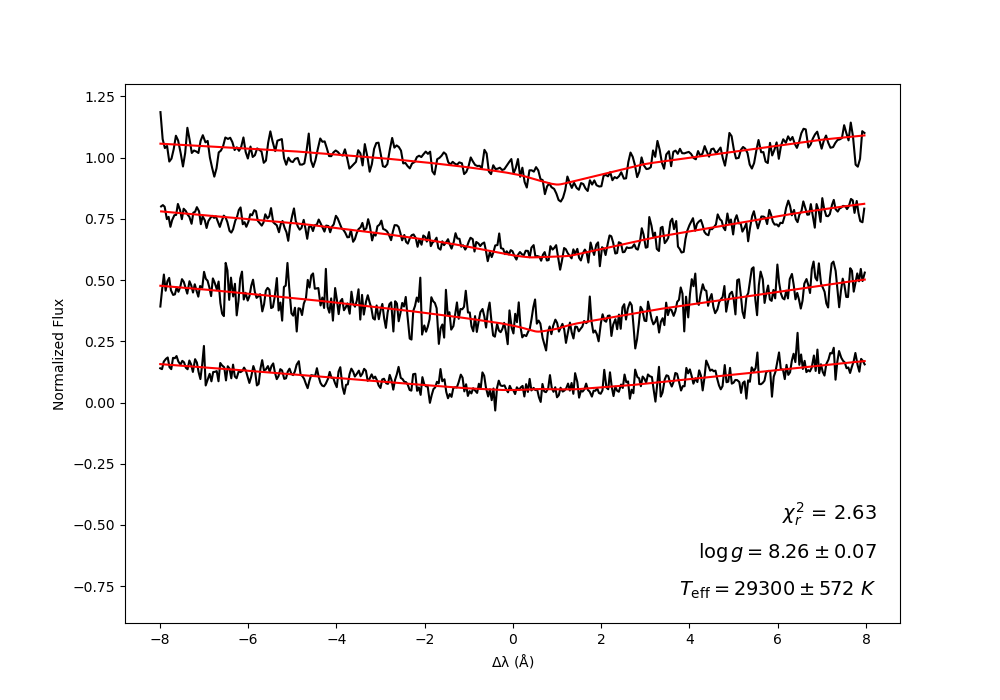 1.25
1.00
0.75
0.50
0.25
0.00
−0.25
−0.50
−0.75
Normalized Flux
χ²ᵣ = 2.63
log g = 8.26 ± 0.07
T_eff = 29300 ± 572 K
−8 −6 −4 −2 0 2 4 6 8
Δλ (Å)